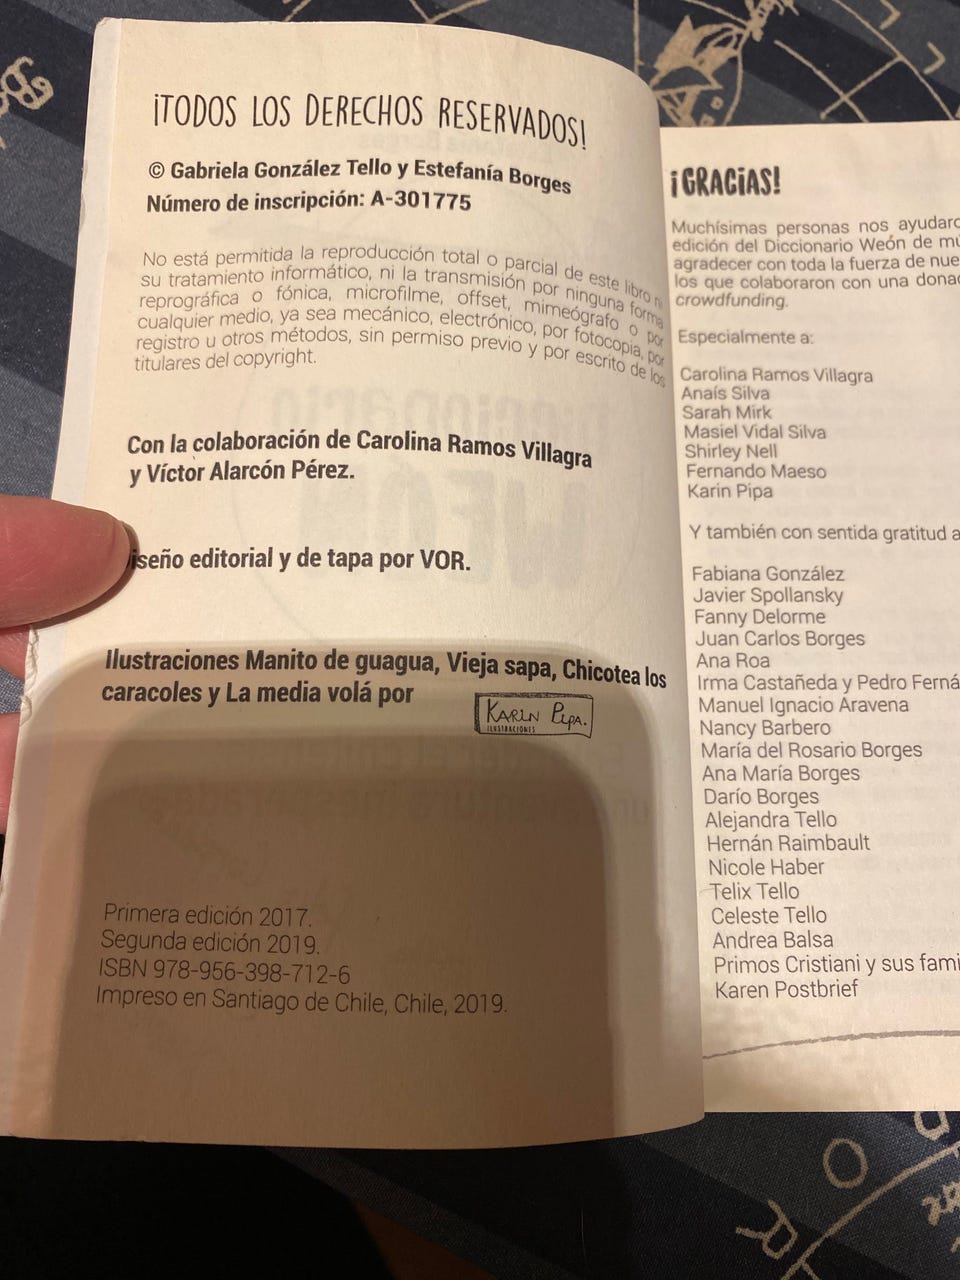 ¡TODOS LOS DERECHOS RESERVADOS!
© Gabriela González Tello y Estefanía Borges
Número de inscripción: A-301775
No está permitida la reproducción total o parcial de este libro ni
su tratamiento informático, ni la transmisión por ninguna forma
reprográfica o fónica, microfilme, offset, mimeógrafo o por
cualquier medio, ya sea mecánico, electrónico, por fotocopia, por
registro u otros métodos, sin permiso previo y por escrito de los
titulares del copyright.
Con la colaboración de Carolina Ramos Villagra
y Víctor Alarcón Pérez.
iseño editorial y de tapa por VOR.
Ilustraciones Manito de guagua, Vieja sapa, Chicotea los
caracoles y La media volá por
KARIN PIPA.
ILUSTRACIONES
Primera edición 2017.
Segunda edición 2019.
ISBN 978-956-398-712-6
Impreso en Santiago de Chile, Chile, 2019.
¡GRACIAS!
Muchísimas personas nos ayudaro
edición del Diccionario Weón de mú
agradecer con toda la fuerza de nue
los que colaboraron con una dona
crowdfunding.
Especialmente a:
Carolina Ramos Villagra
Anaís Silva
Sarah Mirk
Masiel Vidal Silva
Shirley Nell
Fernando Maeso
Karin Pipa
Y también con sentida gratitud a
Fabiana González
Javier Spollansky
Fanny Delorme
Juan Carlos Borges
Ana Roa
Irma Castañeda y Pedro Ferná
Manuel Ignacio Aravena
Nancy Barbero
María del Rosario Borges
Ana María Borges
Darío Borges
Alejandra Tello
Hernán Raimbault
Nicole Haber
Telix Tello
Celeste Tello
Andrea Balsa
Primos Cristiani y sus fami
Karen Postbrief